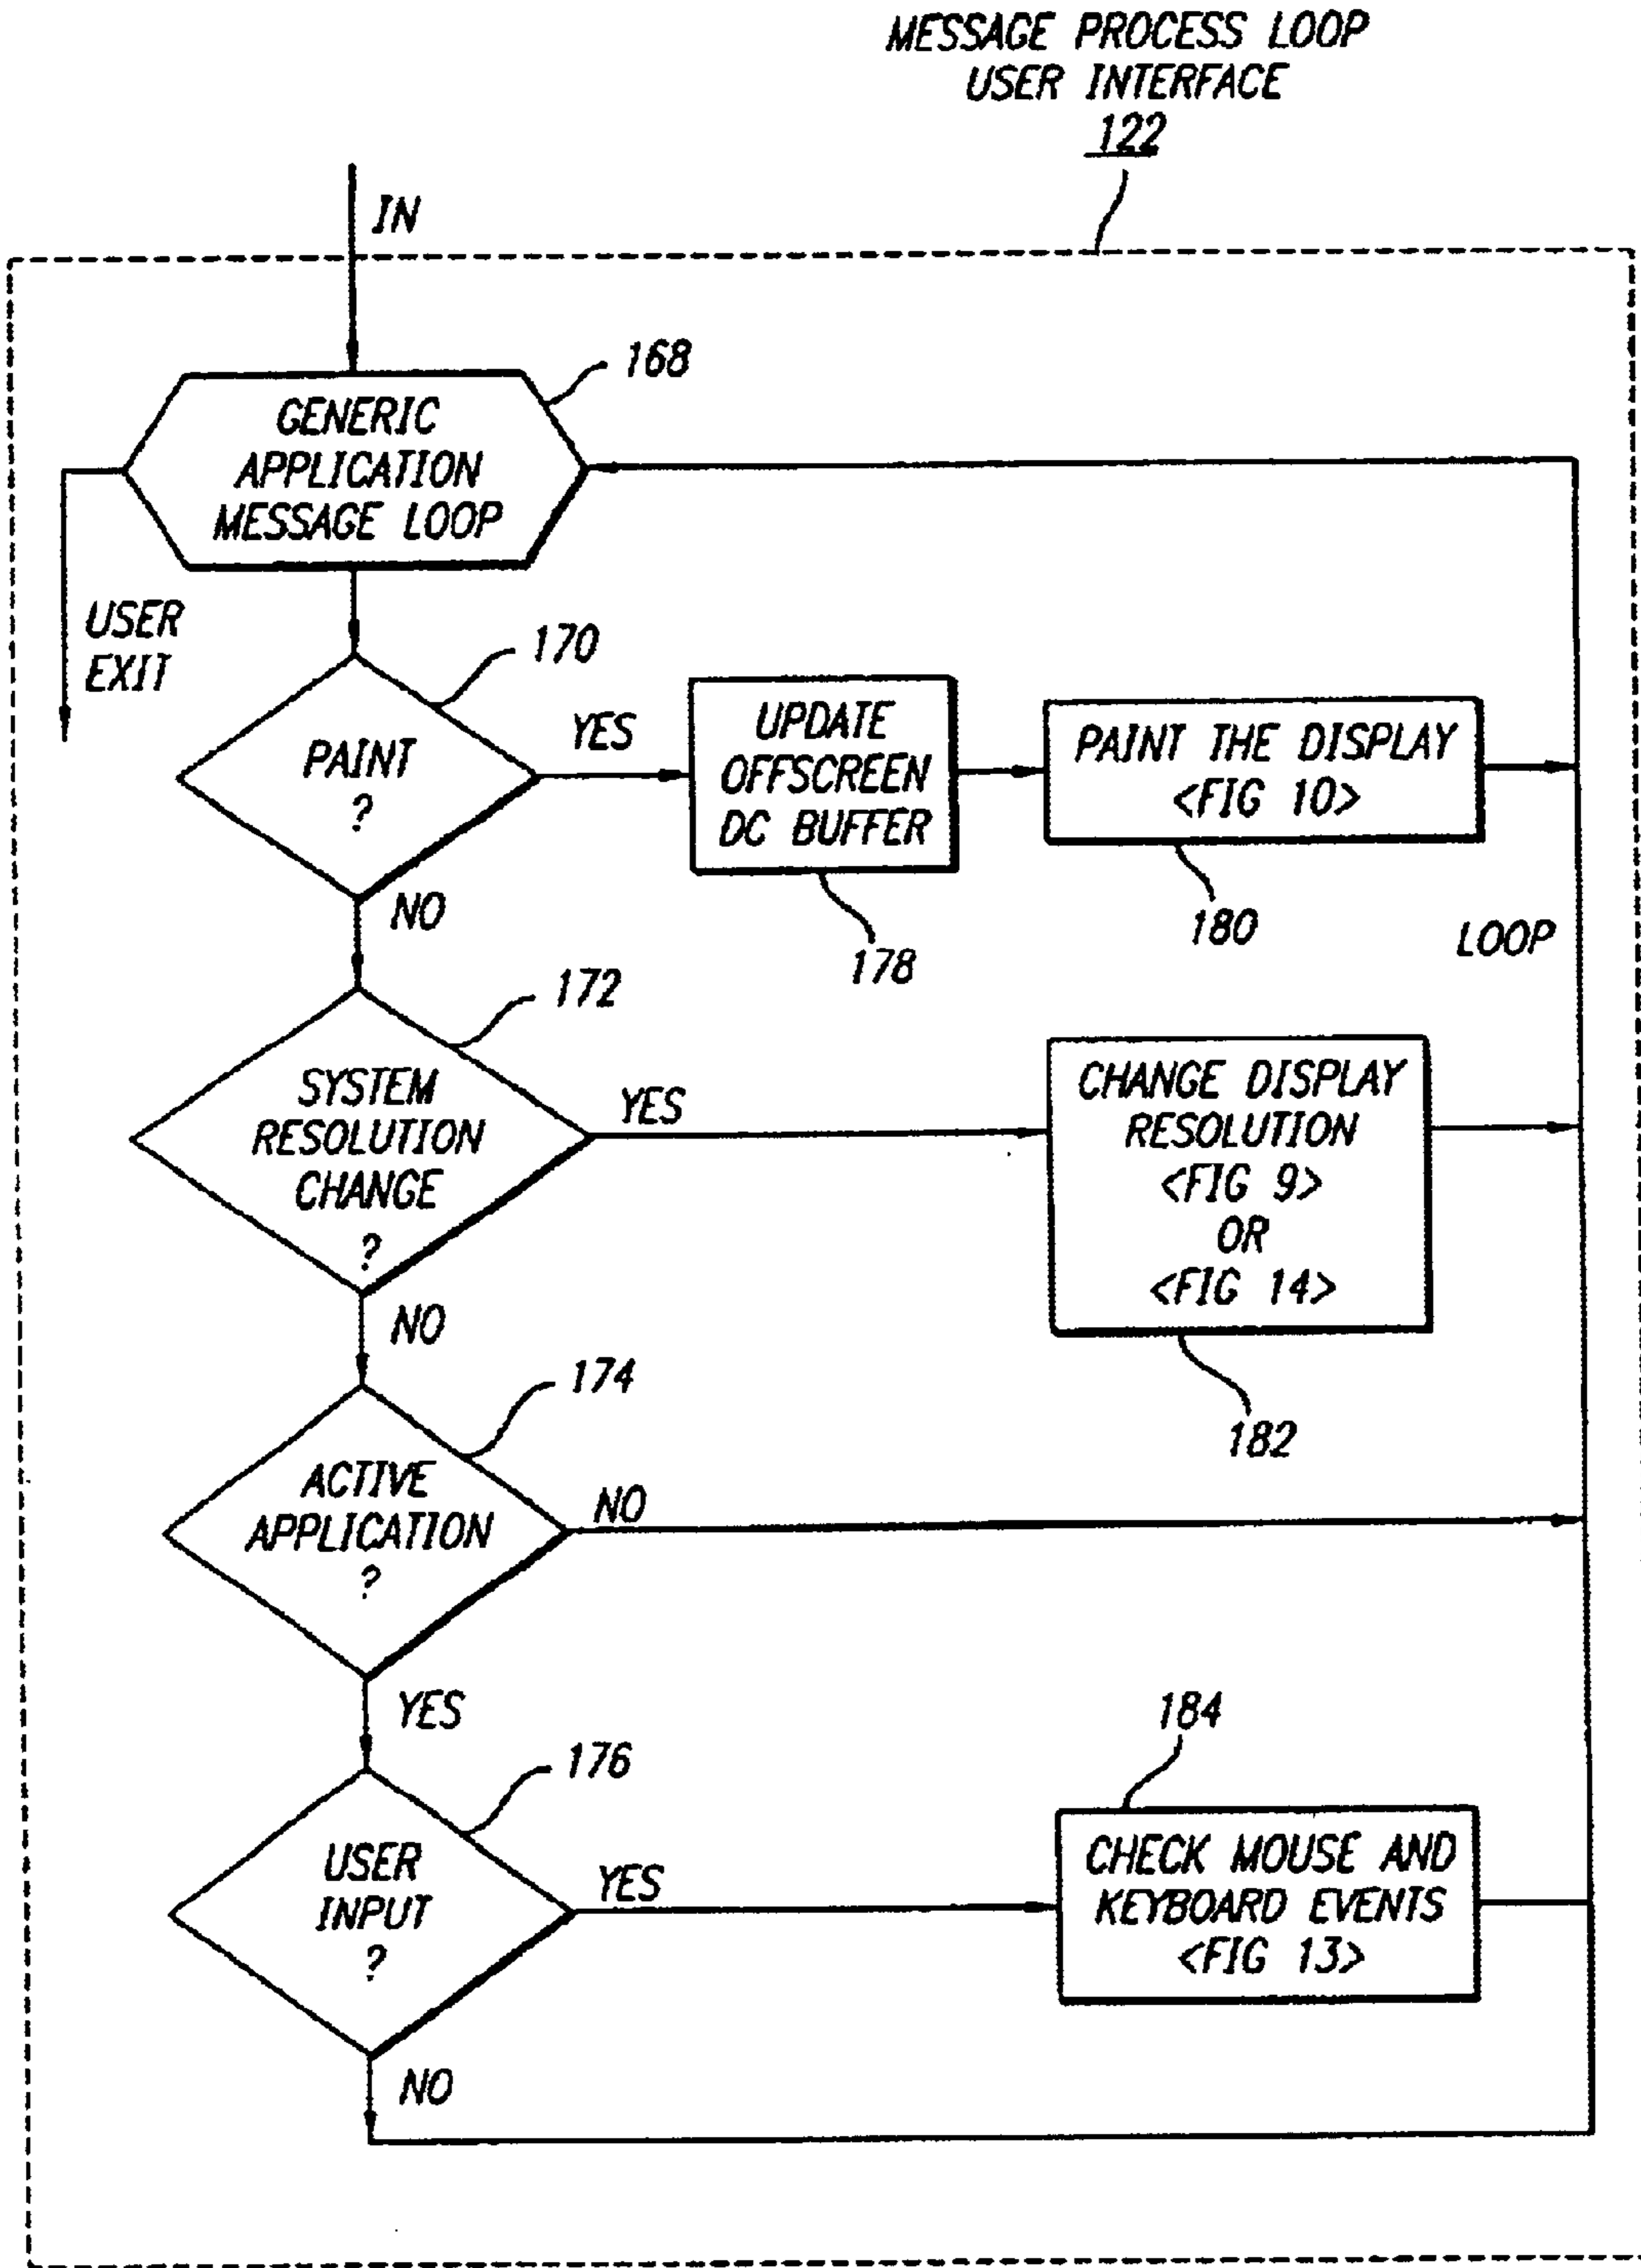 MESSAGE PROCESS LOOP
USER INTERFACE
122
IN
168
GENERIC
APPLICATION
MESSAGE LOOP
USER
EXIT
170
PAINT
?
YES
UPDATE
OFFSCREEN
DC BUFFER
178
PAINT THE DISPLAY
<FIG 10>
180
LOOP
NO
172
SYSTEM
RESOLUTION
CHANGE
?
YES
CHANGE DISPLAY
RESOLUTION
<FIG 9>
OR
<FIG 14>
182
NO
174
ACTIVE
APPLICATION
?
NO
YES
176
USER
INPUT
?
YES
184
CHECK MOUSE AND
KEYBOARD EVENTS
<FIG 13>
NO